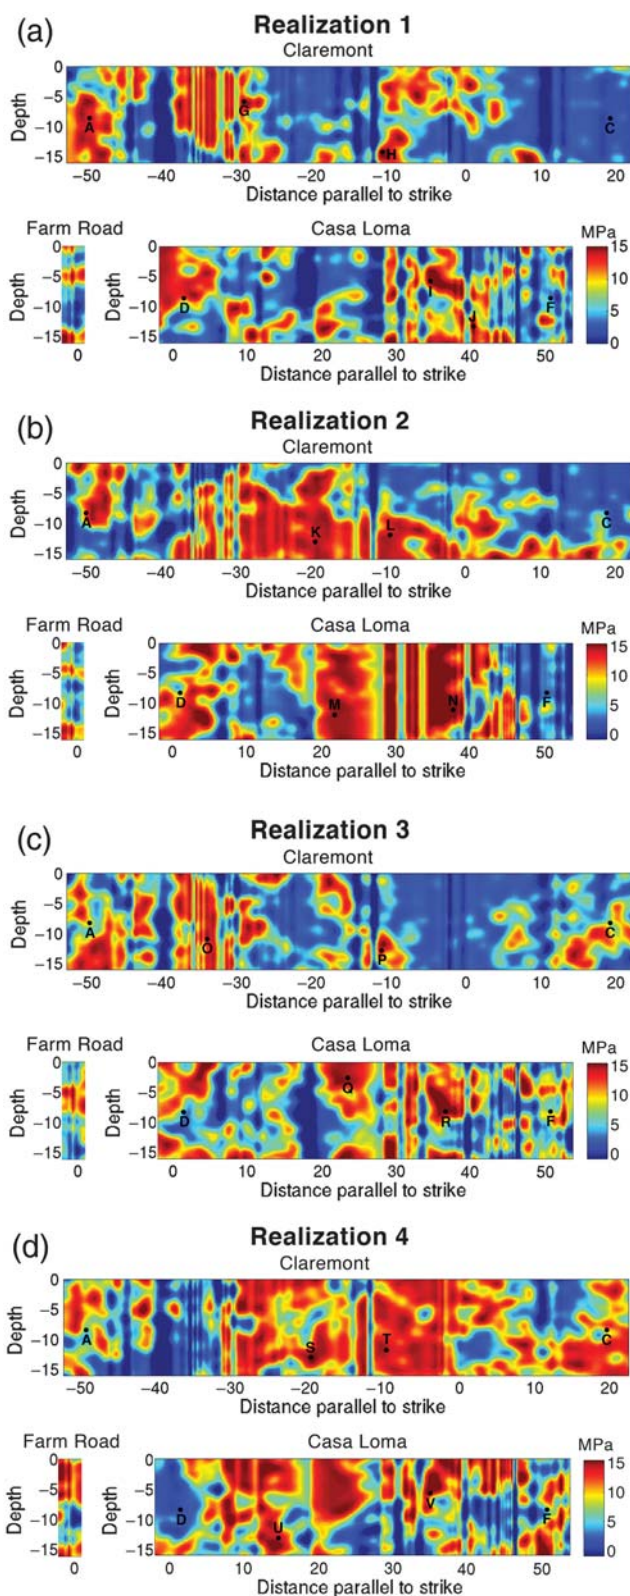 (a) Realization 1
Claremont
Depth
0
−5
−10
−15
A G H C
−50 −40 −30 −20 −10 0 10 20
Distance parallel to strike
Farm Road Casa Loma MPa
Depth
0
−5
−10
−15
0
Depth
0
−5
−10
−15
D I J F
0 10 20 30 40 50
Distance parallel to strike
15
10
5
0
(b) Realization 2
Claremont
Depth
0
−5
−10
−15
A K L C
−50 −40 −30 −20 −10 0 10 20
Distance parallel to strike
Farm Road Casa Loma MPa
Depth
0
−5
−10
−15
0
Depth
0
−5
−10
−15
D M N F
0 10 20 30 40 50
Distance parallel to strike
15
10
5
0
(c) Realization 3
Claremont
Depth
0
−5
−10
−15
A O P C
−50 −40 −30 −20 −10 0 10 20
Distance parallel to strike
Farm Road Casa Loma MPa
Depth
0
−5
−10
−15
0
Depth
0
−5
−10
−15
D Q R F
0 10 20 30 40 50
Distance parallel to strike
15
10
5
0
(d) Realization 4
Claremont
Depth
0
−5
−10
−15
A S T C
−50 −40 −30 −20 −10 0 10 20
Distance parallel to strike
Farm Road Casa Loma MPa
Depth
0
−5
−10
−15
0
Depth
0
−5
−10
−15
D U V F
0 10 20 30 40 50
Distance parallel to strike
15
10
5
0